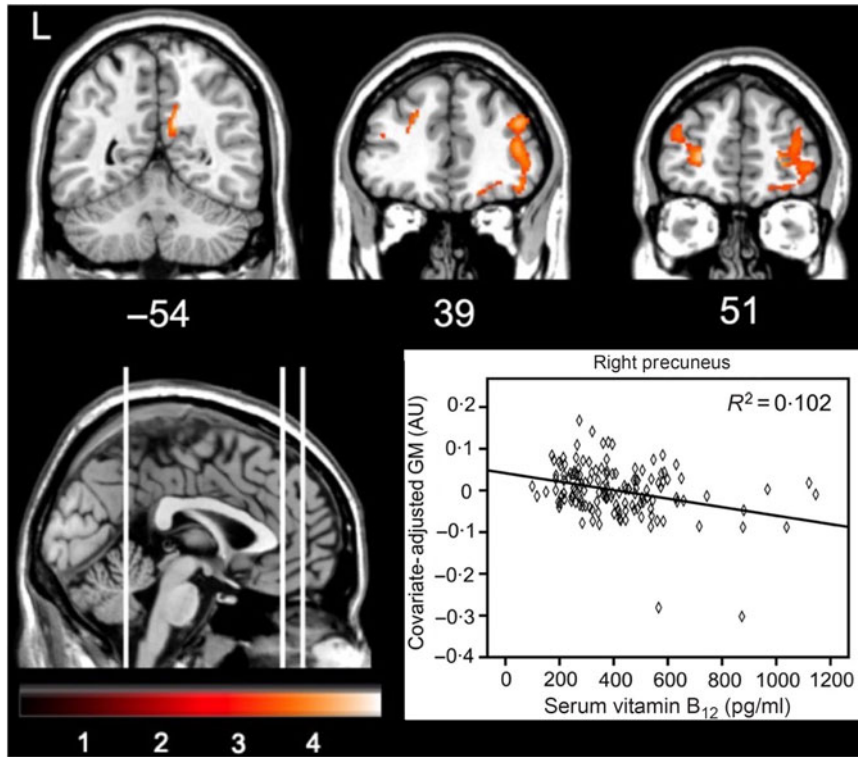 L
–54 39 51
Right precuneus
R² = 0·102
Covariate-adjusted GM (AU)
0·2
0·1
0
–0·1
–0·2
–0·3
–0·4
0 200 400 600 800 1000 1200
Serum vitamin B₁₂ (pg/ml)
1 2 3 4